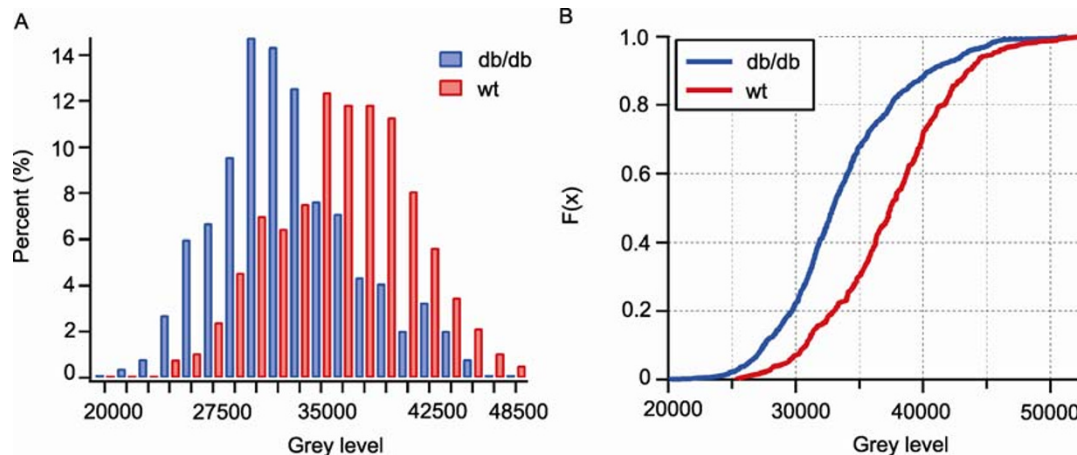 A
14
12
10
8
6
4
2
0
Percent (%)
db/db
wt
20000 27500 35000 42500 48500
Grey level
B
1.0
0.8
0.6
0.4
0.2
0.0
F(x)
db/db
wt
20000 30000 40000 50000
Grey level